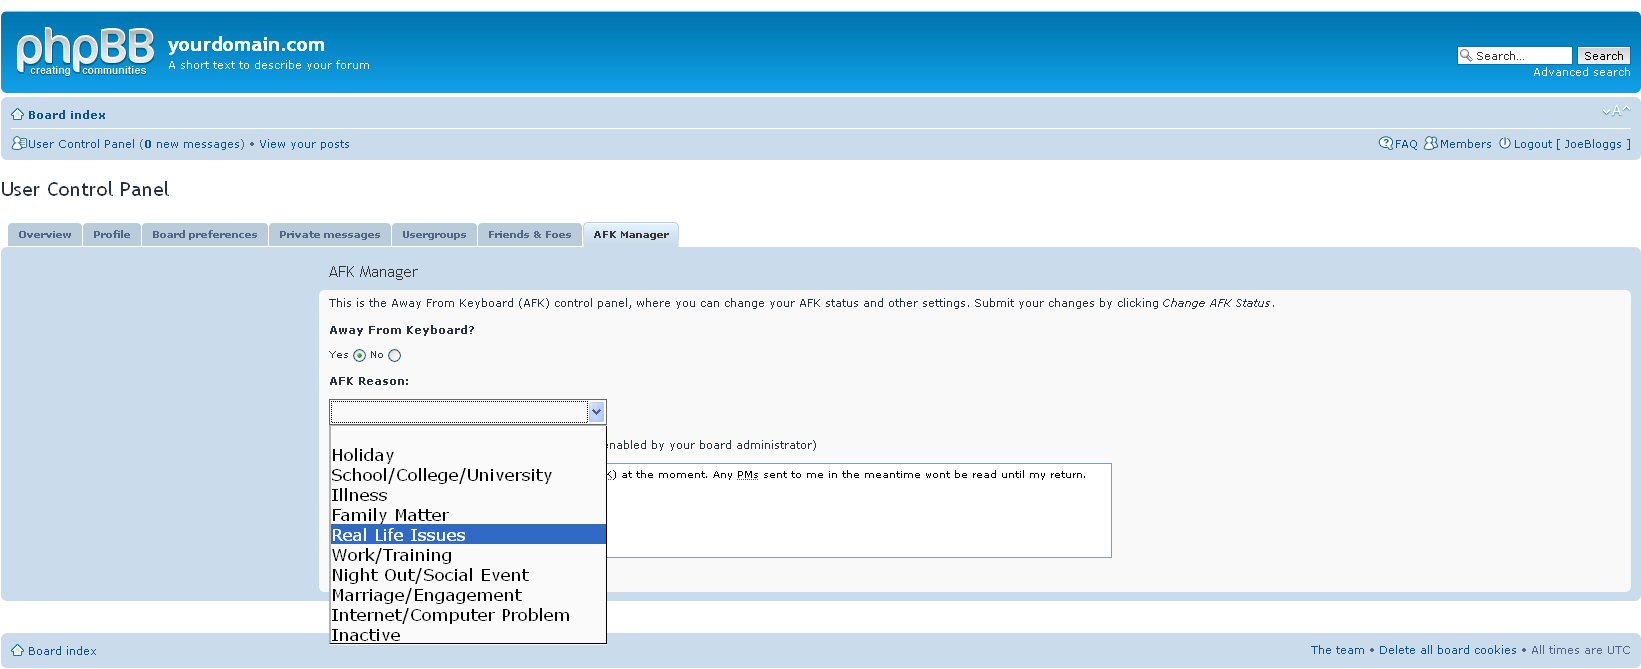 phpBB
creating communities
yourdomain.com
A short text to describe your forum
Search...
Search
Advanced search
Board index
A
User Control Panel (0 new messages) • View your posts
FAQ Members Logout [ JoeBloggs ]
User Control Panel
Overview Profile Board preferences Private messages Usergroups Friends & Foes AFK Manager
AFK Manager
This is the Away From Keyboard (AFK) control panel, where you can change your AFK status and other settings. Submit your changes by clicking Change AFK Status.
Away From Keyboard?
Yes No
AFK Reason:
enabled by your board administrator)
) at the moment. Any PMs sent to me in the meantime wont be read until my return.
Holiday
School/College/University
Illness
Family Matter
Real Life Issues
Work/Training
Night Out/Social Event
Marriage/Engagement
Internet/Computer Problem
Inactive
Board index
The team • Delete all board cookies • All times are UTC